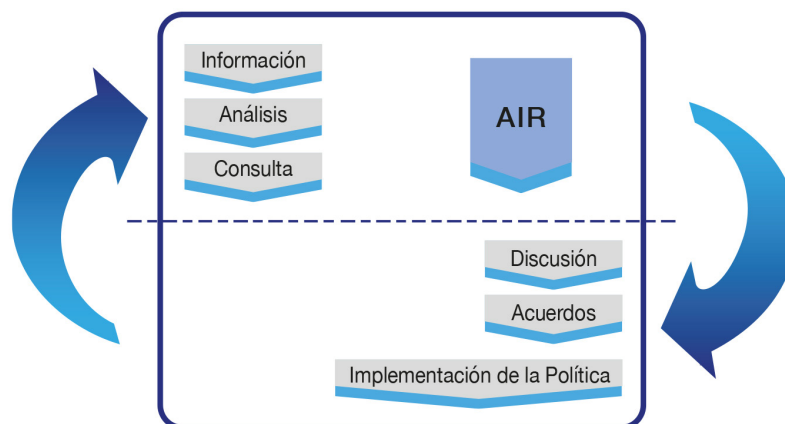 Información
Análisis
Consulta
AIR
Discusión
Acuerdos
Implementación de la Política